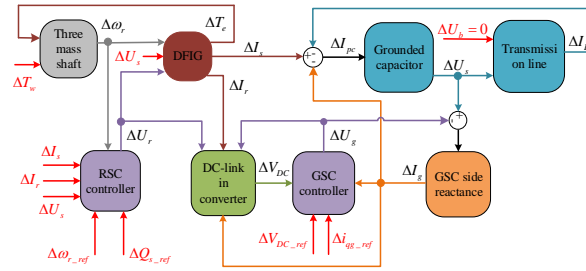 ΔT_e
Δω_r
Three
mass
shaft
ΔU_s
DFIG
ΔI_s
ΔI_pc
Grounded
capacitor
ΔU_b = 0
Transmissi
on line
ΔT_w
ΔI_r
ΔU_s
ΔU_r
ΔU_g
ΔI_s
ΔI_r
ΔU_s
RSC
controller
DC-link
in
converter
ΔV_DC
GSC
controller
ΔI_g
GSC side
reactance
Δω_r_ref
ΔQ_s_ref
ΔV_DC_ref
Δi_qg_ref